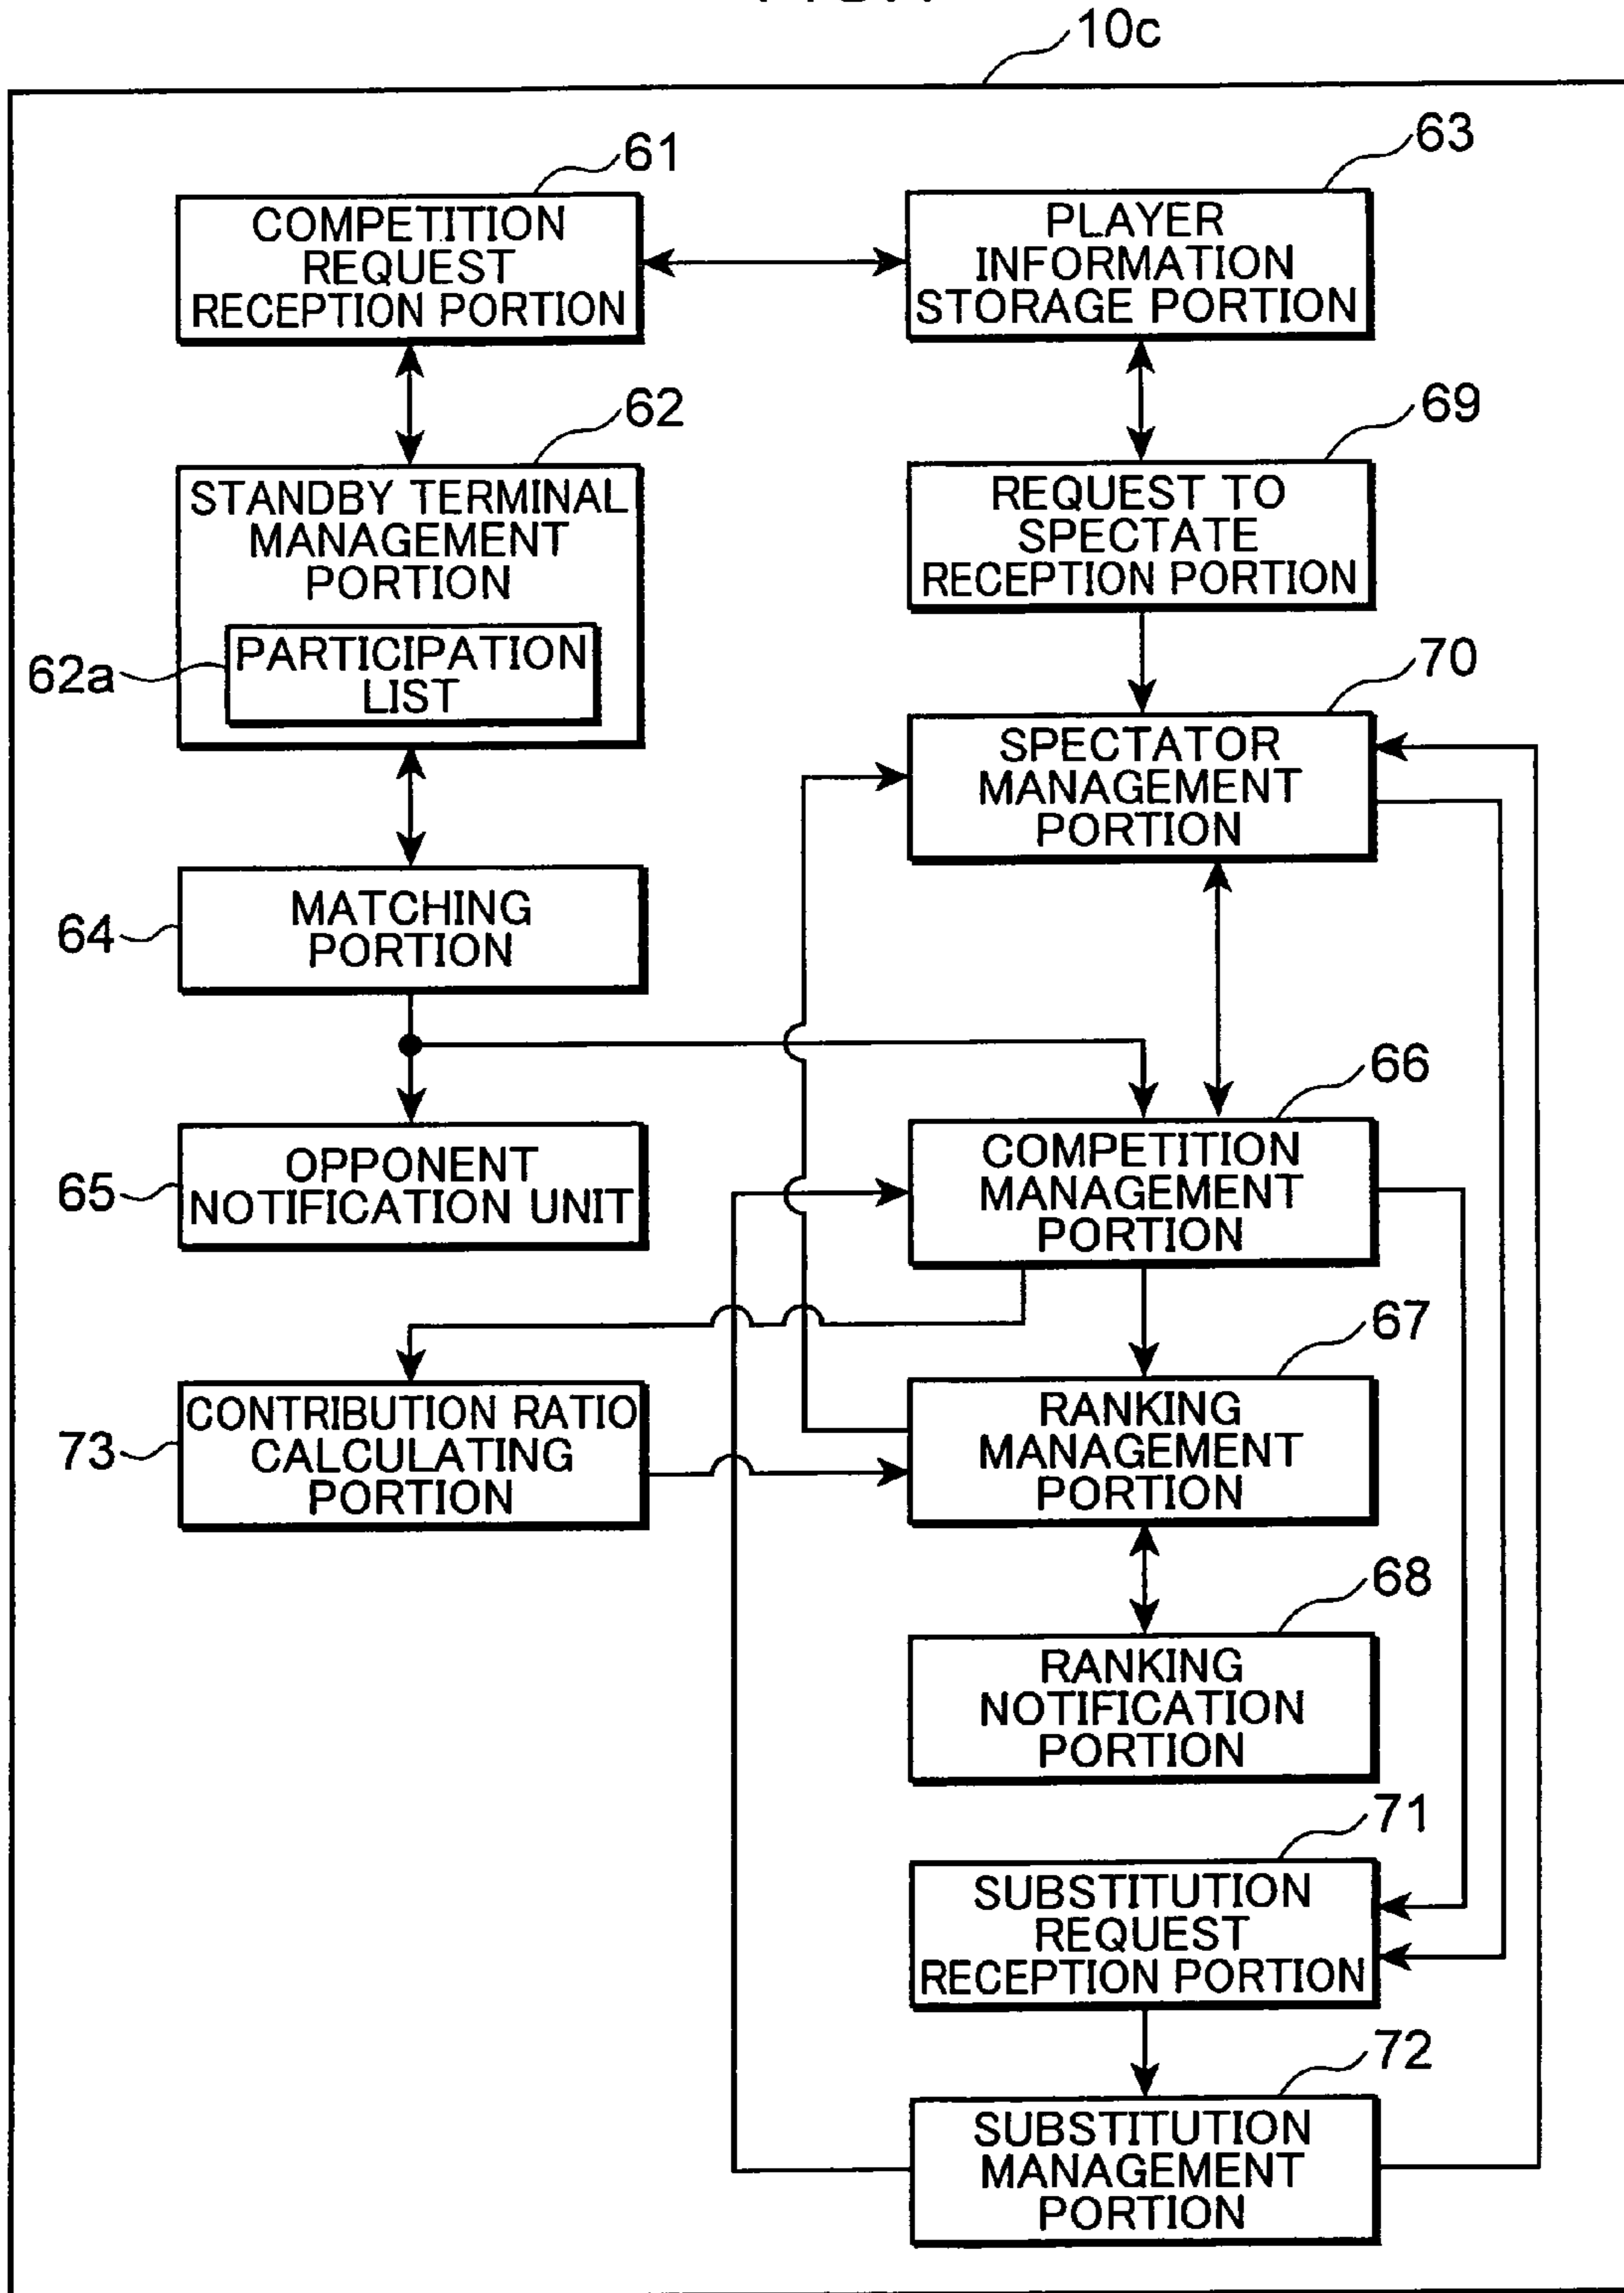 10c
61
COMPETITION
REQUEST
RECEPTION PORTION
63
PLAYER
INFORMATION
STORAGE PORTION
62
STANDBY TERMINAL
MANAGEMENT
PORTION
62a
PARTICIPATION
LIST
69
REQUEST TO
SPECTATE
RECEPTION PORTION
70
SPECTATOR
MANAGEMENT
PORTION
64
MATCHING
PORTION
65
OPPONENT
NOTIFICATION UNIT
66
COMPETITION
MANAGEMENT
PORTION
73
CONTRIBUTION RATIO
CALCULATING
PORTION
67
RANKING
MANAGEMENT
PORTION
68
RANKING
NOTIFICATION
PORTION
71
SUBSTITUTION
REQUEST
RECEPTION PORTION
72
SUBSTITUTION
MANAGEMENT
PORTION